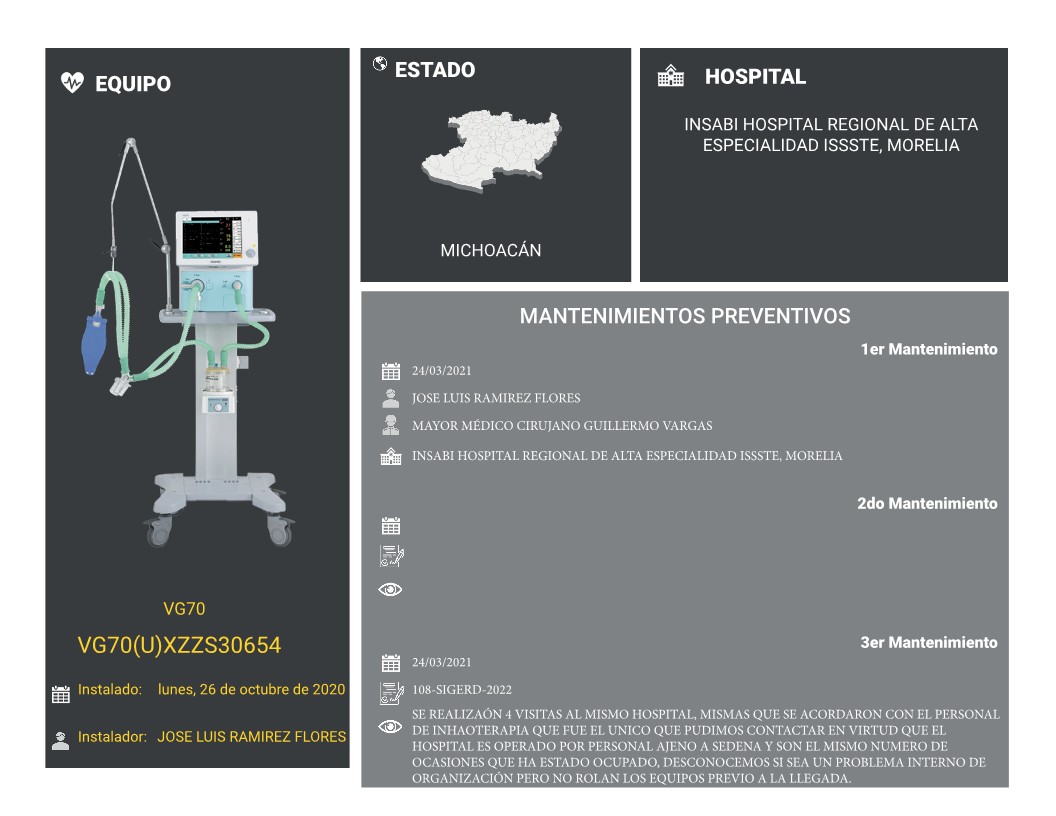 EQUIPO
VG70
VG70(U)XZZS30654
Instalado: lunes, 26 de octubre de 2020
Instalador: JOSE LUIS RAMIREZ FLORES
ESTADO
MICHOACÁN
HOSPITAL
INSABI HOSPITAL REGIONAL DE ALTA
ESPECIALIDAD ISSSTE, MORELIA
MANTENIMIENTOS PREVENTIVOS
1er Mantenimiento
24/03/2021
JOSE LUIS RAMIREZ FLORES
MAYOR MÉDICO CIRUJANO GUILLERMO VARGAS
INSABI HOSPITAL REGIONAL DE ALTA ESPECIALIDAD ISSSTE, MORELIA
2do Mantenimiento
3er Mantenimiento
24/03/2021
108-SIGERD-2022
SE REALIZAÓN 4 VISITAS AL MISMO HOSPITAL, MISMAS QUE SE ACORDARON CON EL PERSONAL
DE INHAOTERAPIA QUE FUE EL UNICO QUE PUDIMOS CONTACTAR EN VIRTUD QUE EL
HOSPITAL ES OPERADO POR PERSONAL AJENO A SEDENA Y SON EL MISMO NUMERO DE
OCASIONES QUE HA ESTADO OCUPADO, DESCONOCEMOS SI SEA UN PROBLEMA INTERNO DE
ORGANIZACIÓN PERO NO ROLAN LOS EQUIPOS PREVIO A LA LLEGADA.